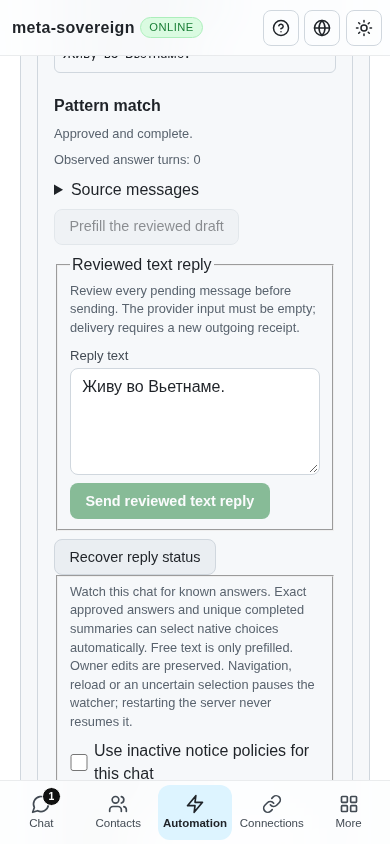 meta-sovereign ONLINE
Живу во Вьетнаме.
Pattern match
Approved and complete.
Observed answer turns: 0
Source messages
Prefill the reviewed draft
Reviewed text reply
Review every pending message before
sending. The provider input must be empty;
delivery requires a new outgoing receipt.
Reply text
Живу во Вьетнаме.
Send reviewed text reply
Recover reply status
Watch this chat for known answers. Exact
approved answers and unique completed
summaries can select native choices
automatically. Free text is only prefilled.
Owner edits are preserved. Navigation,
reload or an uncertain selection pauses the
watcher; restarting the server never
resumes it.
Use inactive notice policies for
this chat
1
Chat Contacts Automation Connections More